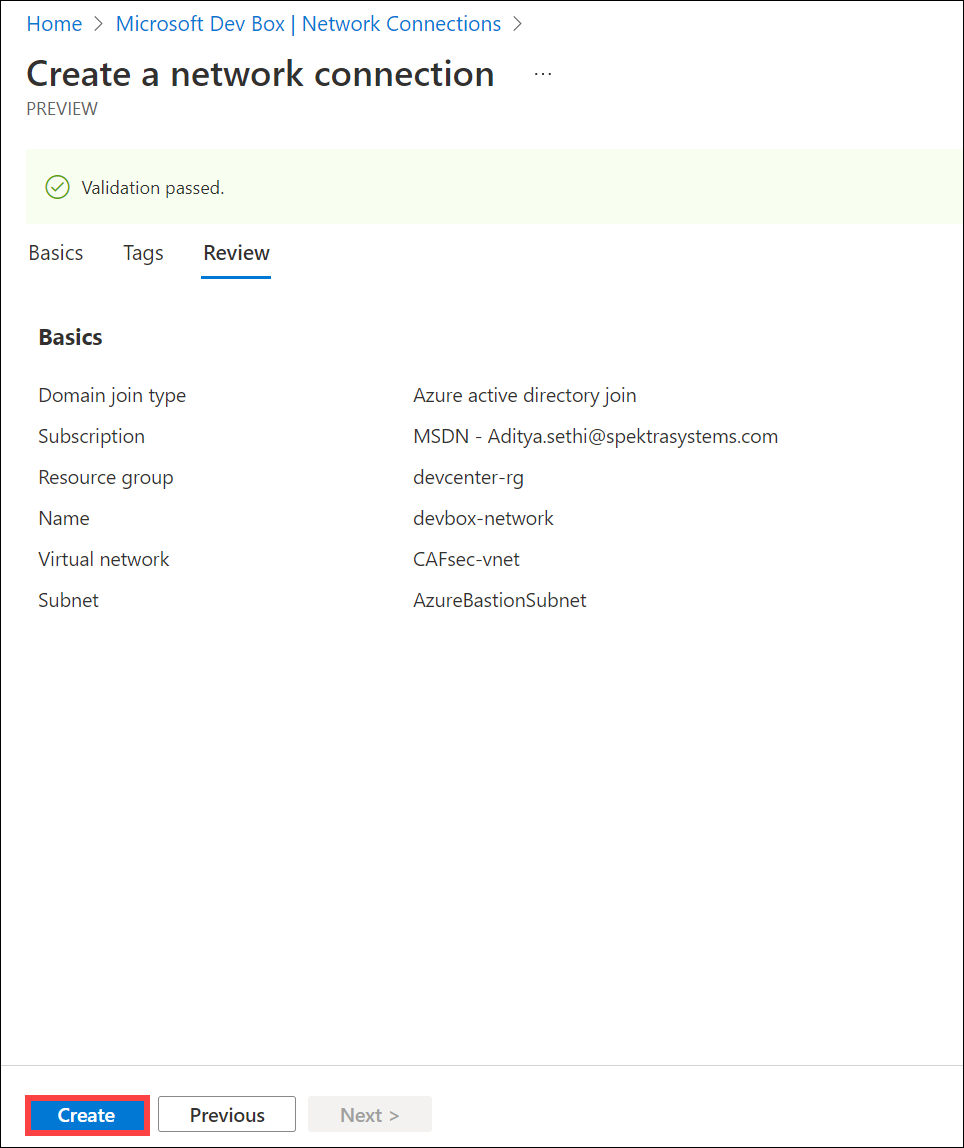 Home > Microsoft Dev Box | Network Connections >
Create a network connection ...
PREVIEW
Validation passed.
Basics Tags Review
Basics
Domain join type Azure active directory join
Subscription MSDN - Aditya.sethi@spektrasystems.com
Resource group devcenter-rg
Name devbox-network
Virtual network CAFsec-vnet
Subnet AzureBastionSubnet
Create Previous Next >